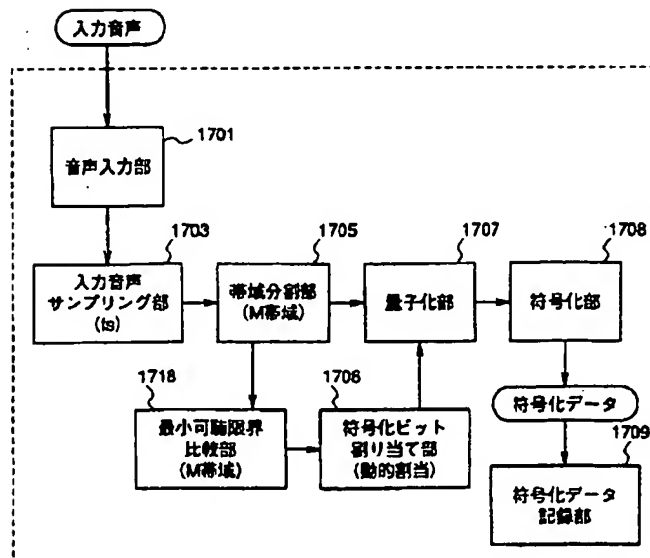 入力音声
1701
音声入力部
1703
入力音声
サンプリング部
(ts)
1705
帯域分割部
(M帯域)
1707
量子化部
1708
符号化部
1718
最小可聴限界
比較部
(M帯域)
1706
符号化ビット
割り当て部
(動的割当)
符号化データ
1709
符号化データ
記録部